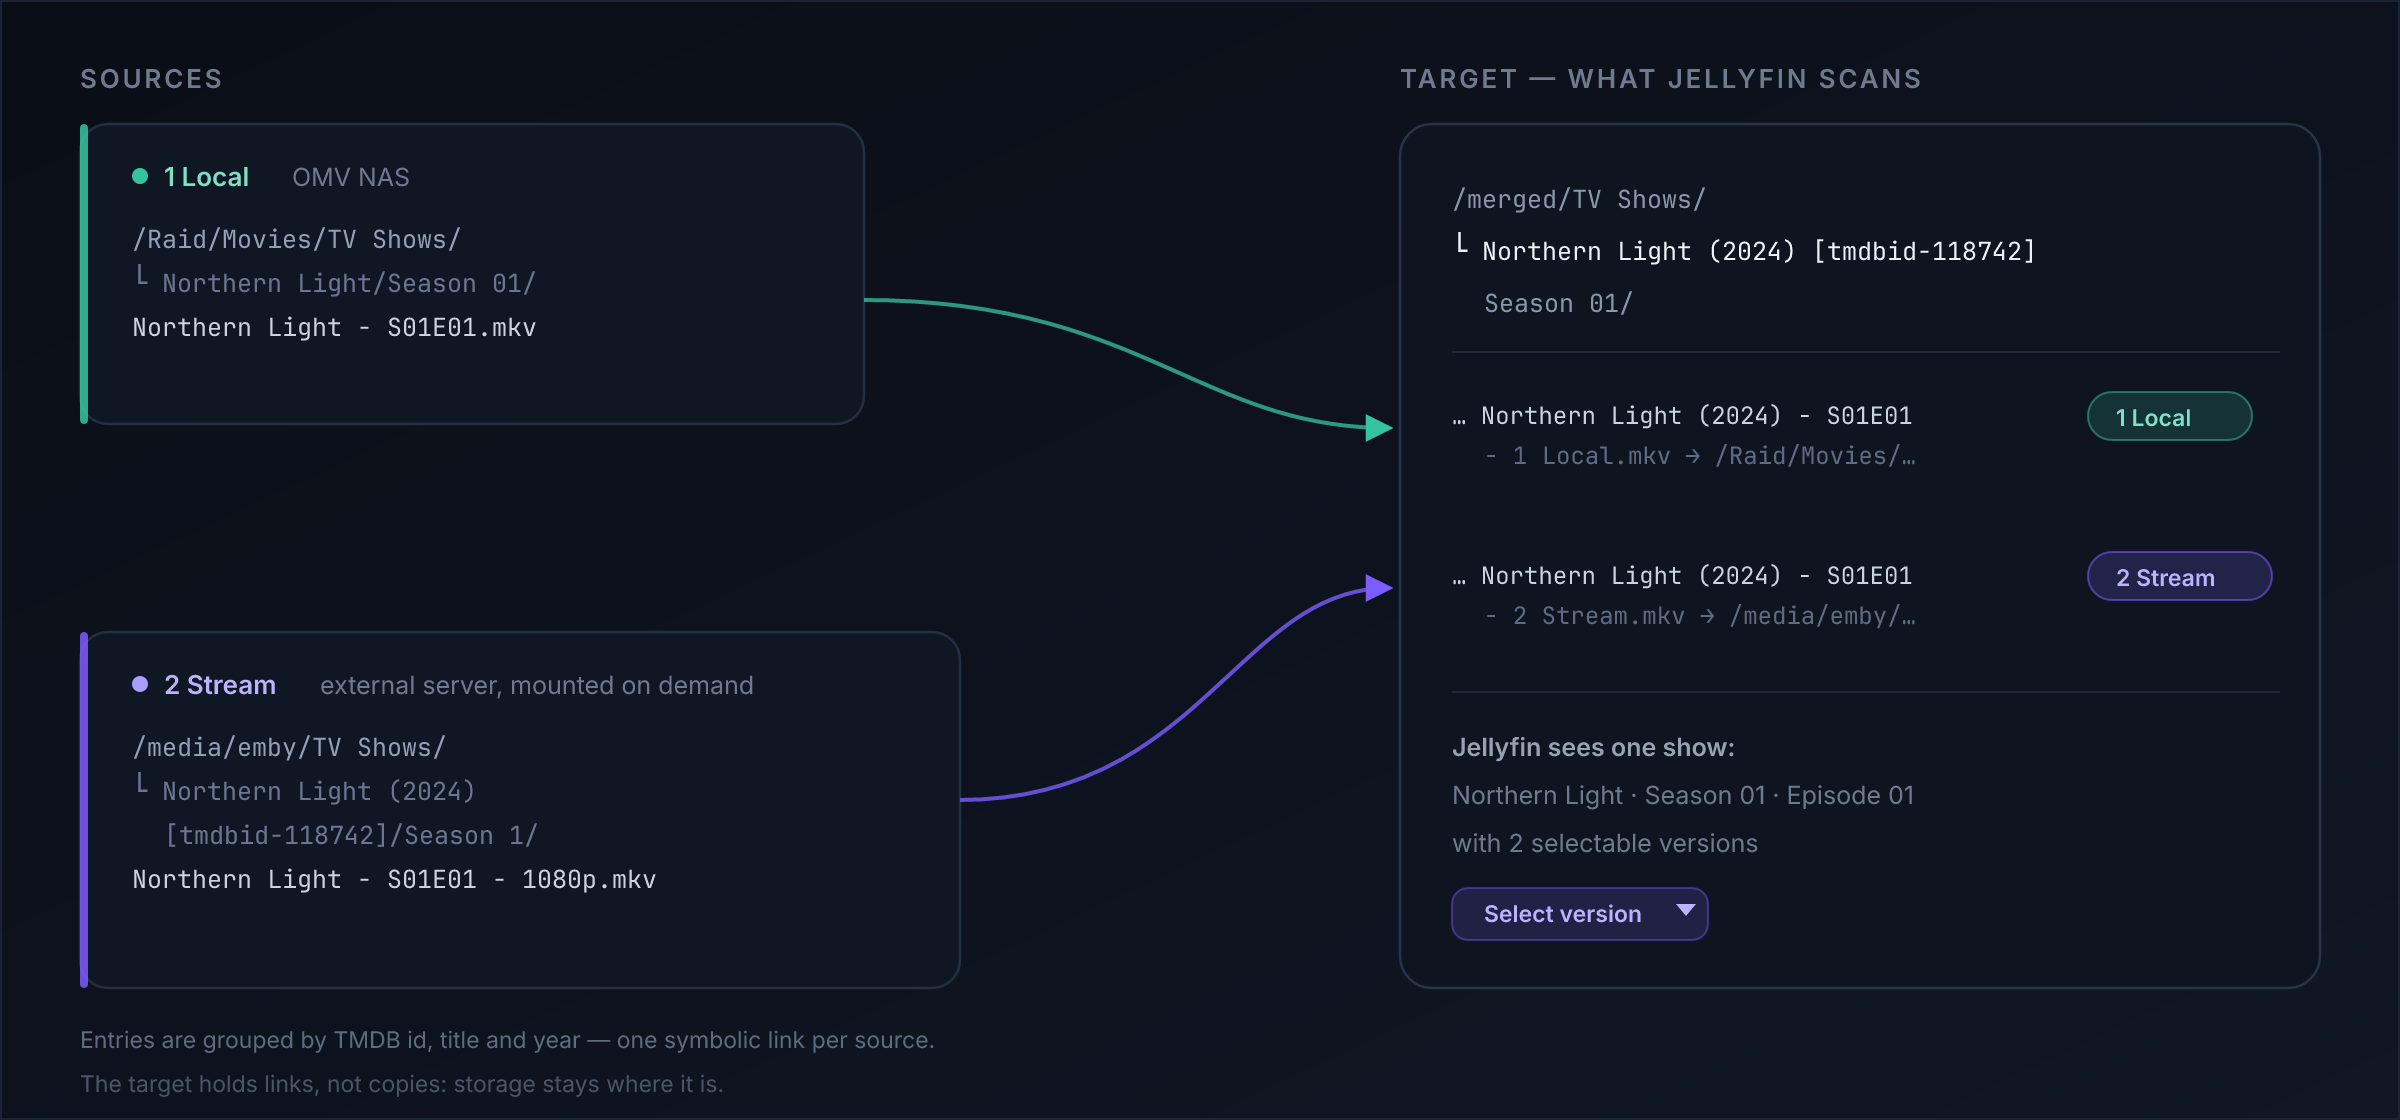 SOURCES
1 Local OMV NAS
/Raid/Movies/TV Shows/
└ Northern Light/Season 01/
Northern Light - S01E01.mkv
2 Stream external server, mounted on demand
/media/emby/TV Shows/
└ Northern Light (2024)
[tmdbid-118742]/Season 1/
Northern Light - S01E01 - 1080p.mkv
Entries are grouped by TMDB id, title and year — one symbolic link per source.
The target holds links, not copies: storage stays where it is.
TARGET — WHAT JELLYFIN SCANS
/merged/TV Shows/
└ Northern Light (2024) [tmdbid-118742]
Season 01/
… Northern Light (2024) - S01E01 1 Local
- 1 Local.mkv → /Raid/Movies/…
… Northern Light (2024) - S01E01 2 Stream
- 2 Stream.mkv → /media/emby/…
Jellyfin sees one show:
Northern Light · Season 01 · Episode 01
with 2 selectable versions
Select version